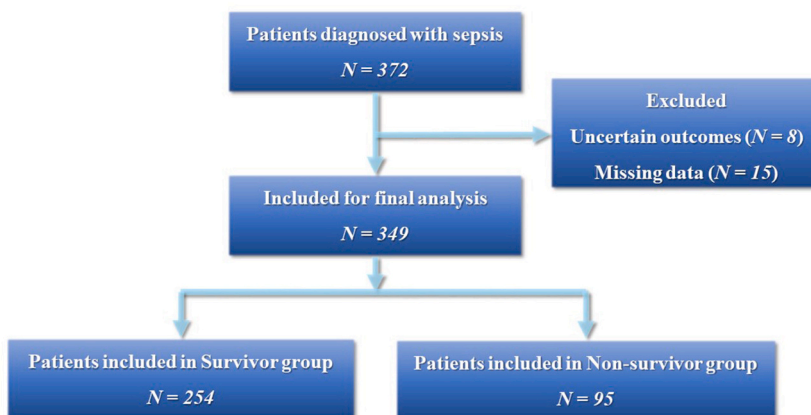 Patients diagnosed with sepsis
N = 372
Excluded
Uncertain outcomes (N = 8)
Missing data (N = 15)
Included for final analysis
N = 349
Patients included in Survivor group
N = 254
Patients included in Non-survivor group
N = 95